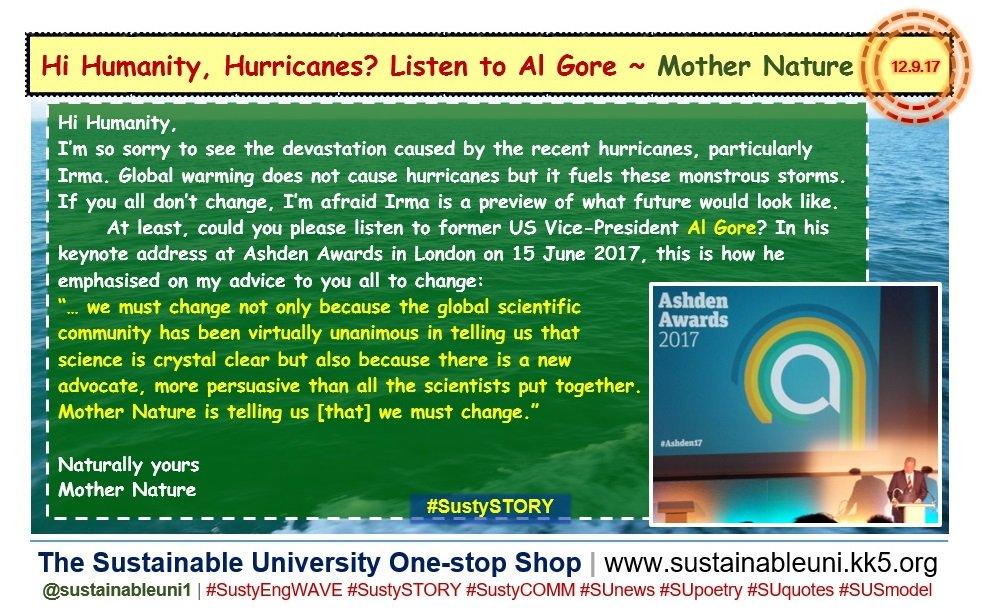 Hi Humanity, Hurricanes? Listen to Al Gore ~ Mother Nature
12.9.17
Hi Humanity,
I'm so sorry to see the devastation caused by the recent hurricanes, particularly
Irma. Global warming does not cause hurricanes but it fuels these monstrous storms.
If you all don't change, I'm afraid Irma is a preview of what future would look like.
At least, could you please listen to former US Vice-President Al Gore? In his
keynote address at Ashden Awards in London on 15 June 2017, this is how he
emphasised on my advice to you all to change:
"… we must change not only because the global scientific
community has been virtually unanimous in telling us that
science is crystal clear but also because there is a new
advocate, more persuasive than all the scientists put together.
Mother Nature is telling us [that] we must change."
Naturally yours
Mother Nature
#SustySTORY
Ashden
Awards
2017
a
#Ashden17
The Sustainable University One-stop Shop | www.sustainableuni.kk5.org
@sustainableuni1 | #SustyEngWAVE #SustySTORY #SustyCOMM #SUnews #SUpoetry #SUquotes #SUSmodel